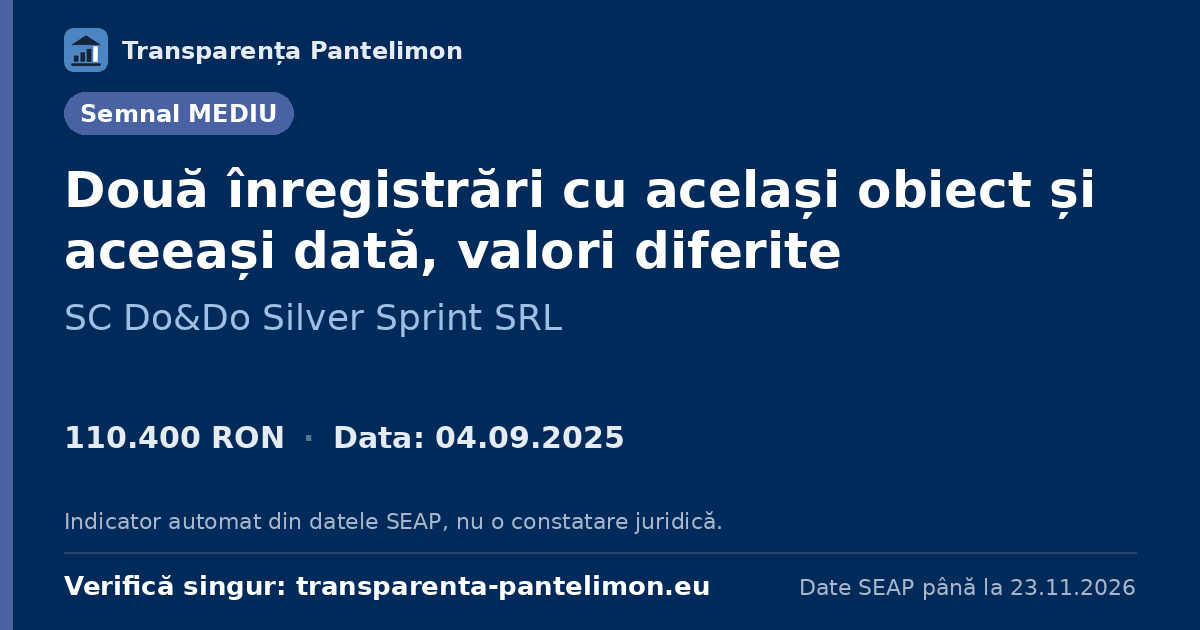 Transparența Pantelimon
Semnal MEDIU
Două înregistrări cu același obiect și
aceeași dată, valori diferite
SC Do&Do Silver Sprint SRL
110.400 RON · Data: 04.09.2025
Indicator automat din datele SEAP, nu o constatare juridică.
Verifică singur: transparenta-pantelimon.eu
Date SEAP până la 23.11.2026